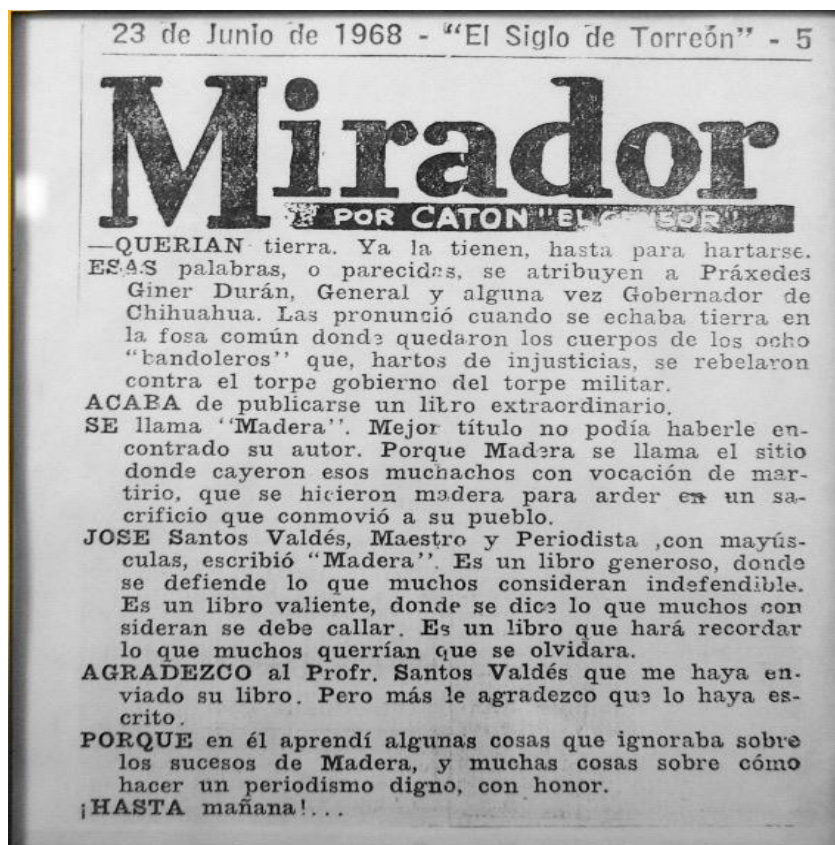 23 de Junio de 1968 - "El Siglo de Torreón" - 5
Mirador
POR CATON "EL CENSOR"
—QUERIAN tierra. Ya la tienen, hasta para hartarse.
ESAS palabras, o parecidas, se atribuyen a Práxedes
Giner Durán, General y alguna vez Gobernador de
Chihuahua. Las pronunció cuando se echaba tierra en
la fosa común donde quedaron los cuerpos de los ocho
"bandoleros" que, hartos de injusticias, se rebelaron
contra el torpe gobierno del torpe militar.
ACABA de publicarse un libro extraordinario.
SE llama "Madera". Mejor título no podía haberle en-
contrado su autor. Porque Madera se llama el sitio
donde cayeron esos muchachos con vocación de mar-
tirio, que se hicieron madera para arder en un sa-
crificio que conmovió a su pueblo.
JOSE Santos Valdés, Maestro y Periodista ,con mayús-
culas, escribió "Madera". Es un libro generoso, donde
se defiende lo que muchos consideran indefendible.
Es un libro valiente, donde se dice lo que muchos con
sideran se debe callar. Es un libro que hará recordar
lo que muchos querrían que se olvidara.
AGRADEZCO al Profr. Santos Valdés que me haya en-
viado su libro. Pero más le agradezco que lo haya es-
crito.
PORQUE en él aprendí algunas cosas que ignoraba sobre
los sucesos de Madera, y muchas cosas sobre cómo
hacer un periodismo digno, con honor.
¡HASTA mañana!...